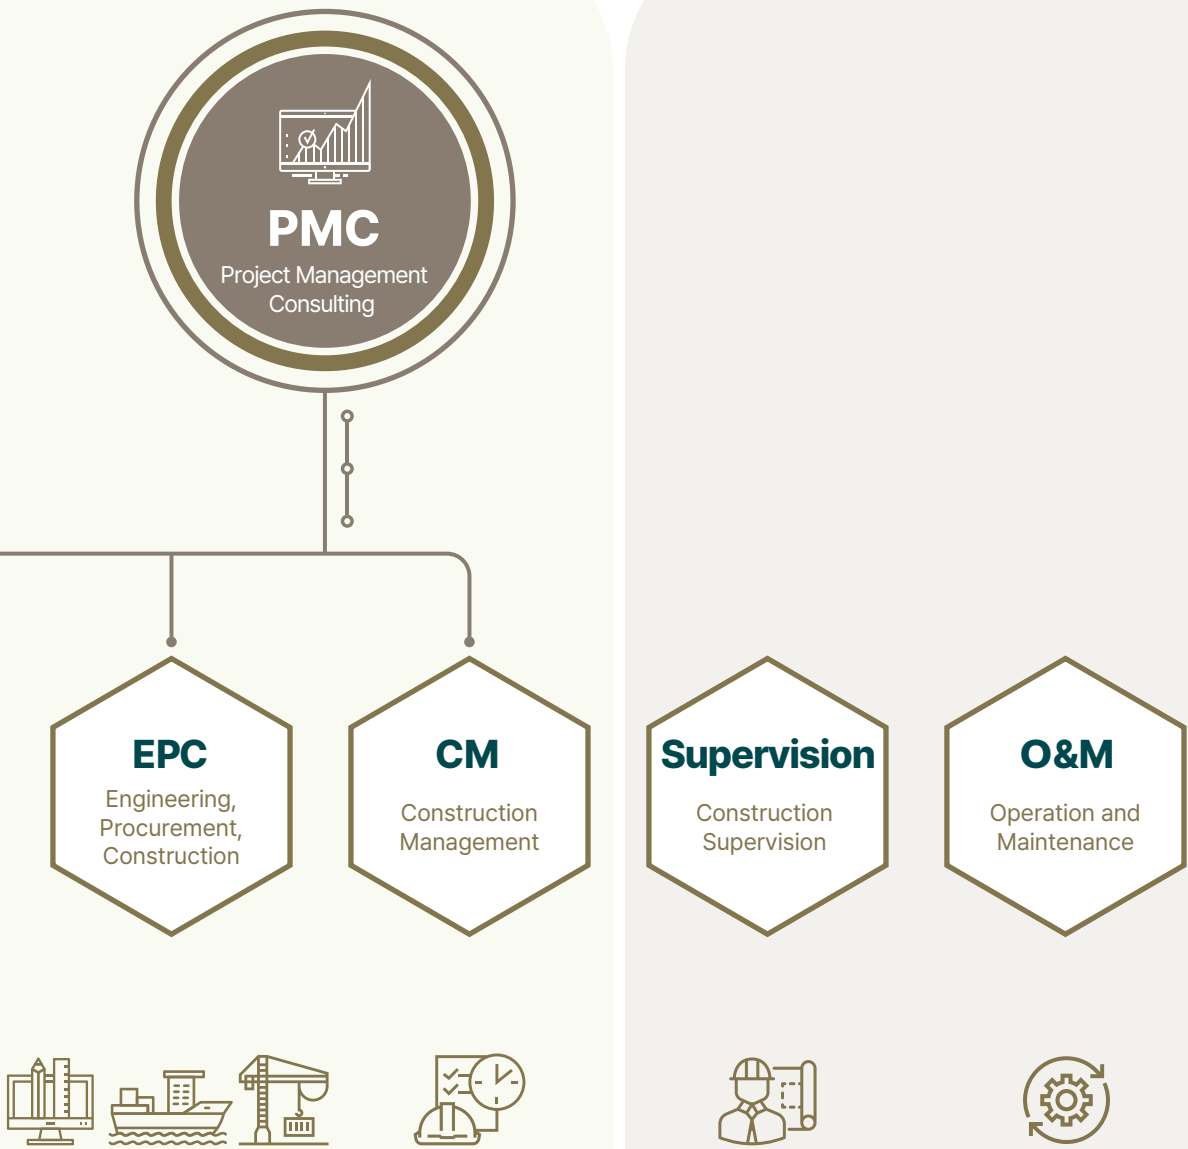 PMC
Project Management
Consulting
EPC
Engineering,
Procurement,
Construction
CM
Construction
Management
Supervision
Construction
Supervision
O&M
Operation and
Maintenance